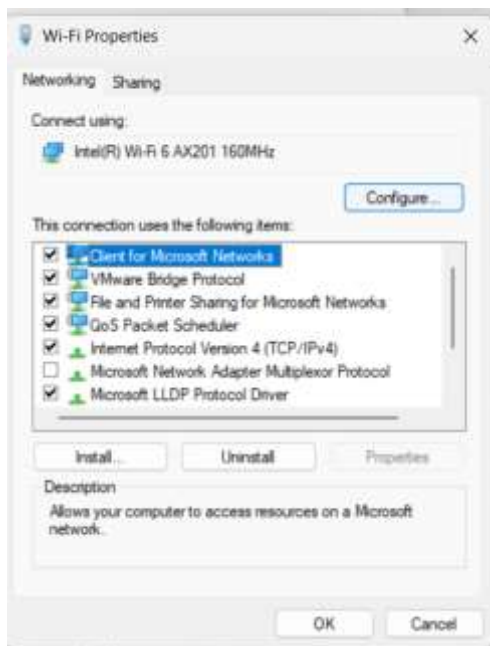 Wi-Fi Properties
Networking Sharing
Connect using:
Intel(R) Wi-Fi 6 AX201 160MHz
Configure...
This connection uses the following items:
Client for Microsoft Networks
VMware Bridge Protocol
File and Printer Sharing for Microsoft Networks
QoS Packet Scheduler
Internet Protocol Version 4 (TCP/IPv4)
Microsoft Network Adapter Multiplexor Protocol
Microsoft LLDP Protocol Driver
Install... Uninstall Properties
Description
Allows your computer to access resources on a Microsoft
network.
OK Cancel